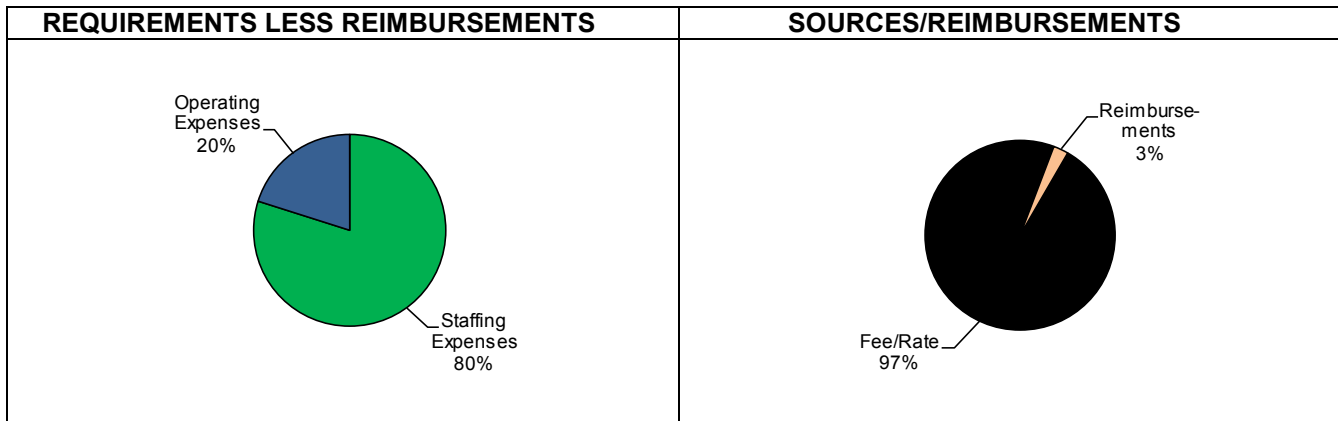 REQUIREMENTS LESS REIMBURSEMENTS
SOURCES/REIMBURSEMENTS
Operating
Expenses
20%
Staffing
Expenses
80%
Reimburse-
ments
3%
Fee/Rate
97%